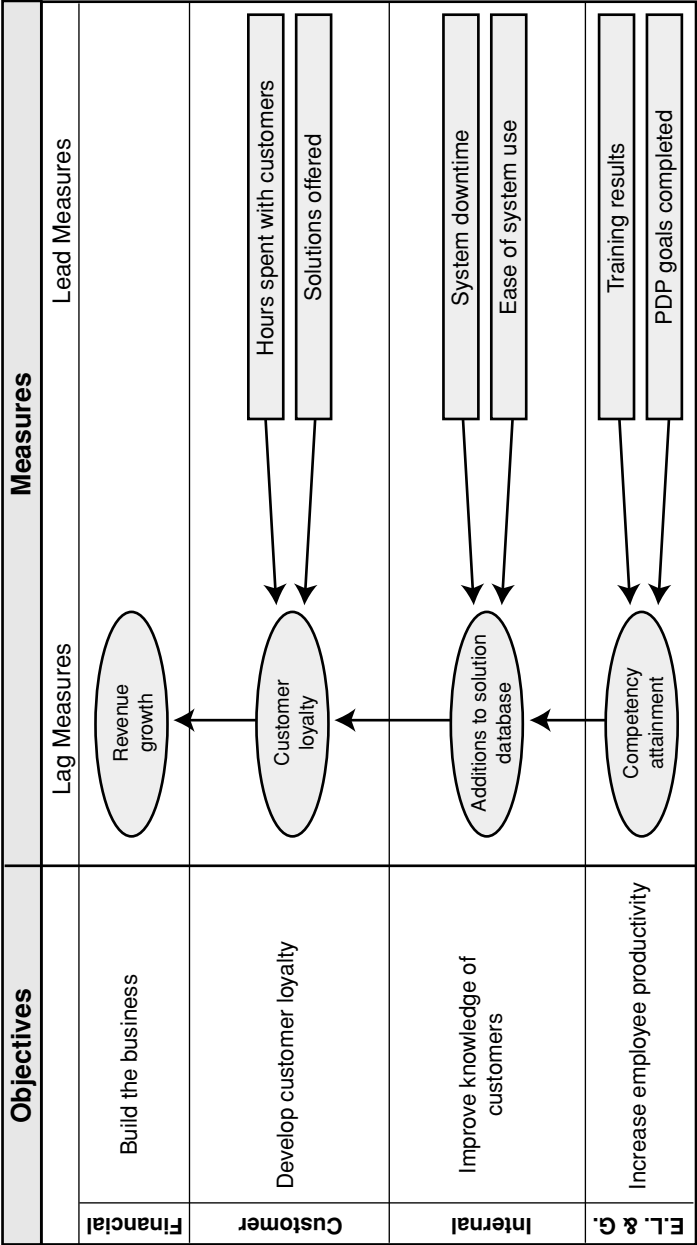 Objectives
Measures
Lag Measures
Lead Measures
Financial
Build the business
Revenue
growth
Customer
Develop customer loyalty
Customer
loyalty
Hours spent with customers
Solutions offered
Internal
Improve knowledge of
customers
Additions to solution
database
System downtime
Ease of system use
E.L. & G.
Increase employee productivity
Competency
attainment
Training results
PDP goals completed